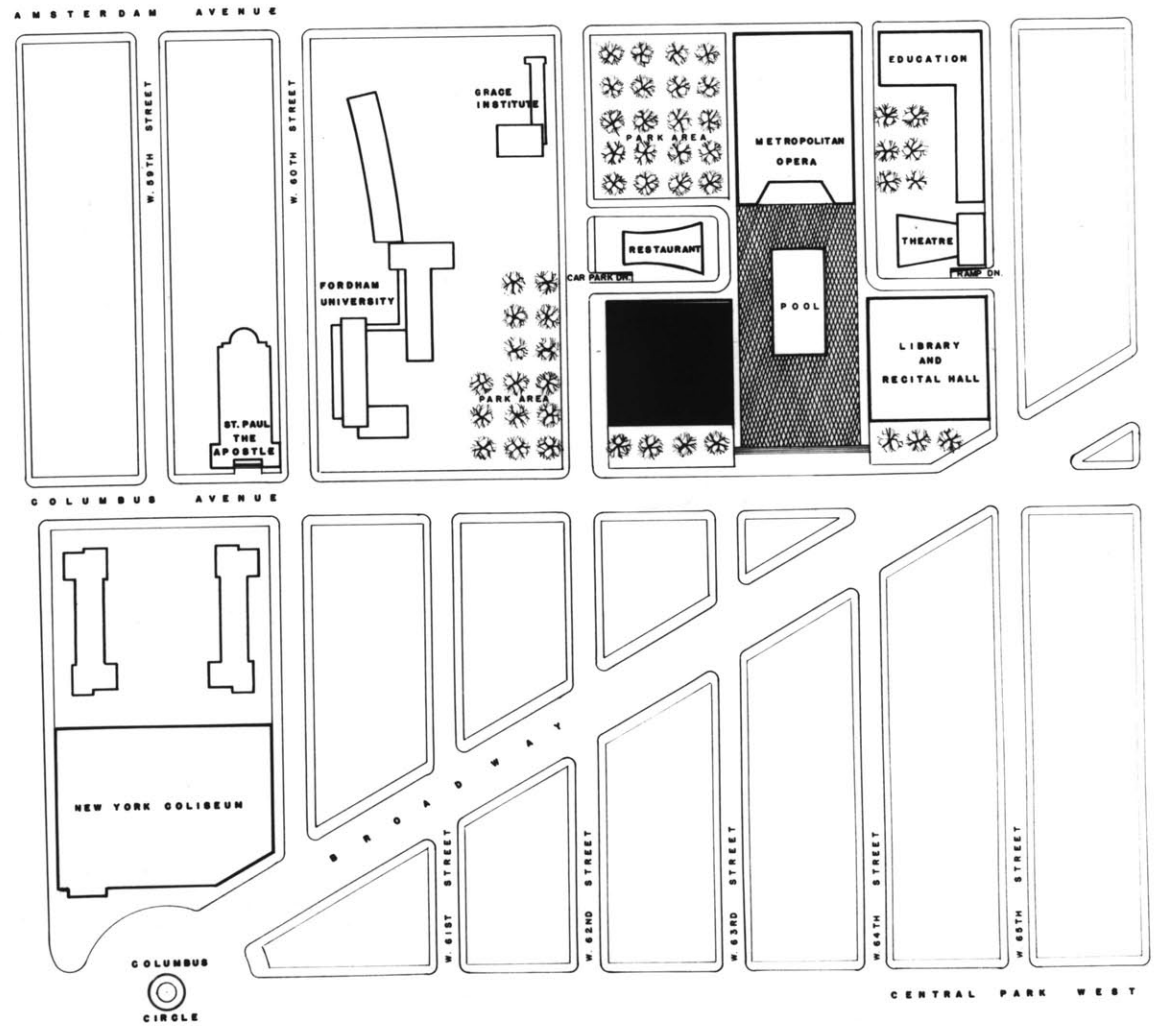 AMSTERDAM AVENUE
W. 59TH STREET
W. 60TH STREET
GRACE
INSTITUTE
PARK AREA
METROPOLITAN
OPERA
EDUCATION
RESTAURANT
CAR PARK DN.
THEATRE
RAMP DN.
FORDHAM
UNIVERSITY
POOL
LIBRARY
AND
RECITAL HALL
PARK AREA
ST. PAUL
THE
APOSTLE
COLUMBUS AVENUE
BROADWAY
NEW YORK COLISEUM
W. 61ST STREET
W. 62ND STREET
W. 63RD STREET
W. 64TH STREET
W. 65TH STREET
COLUMBUS
CIRCLE
CENTRAL PARK WEST